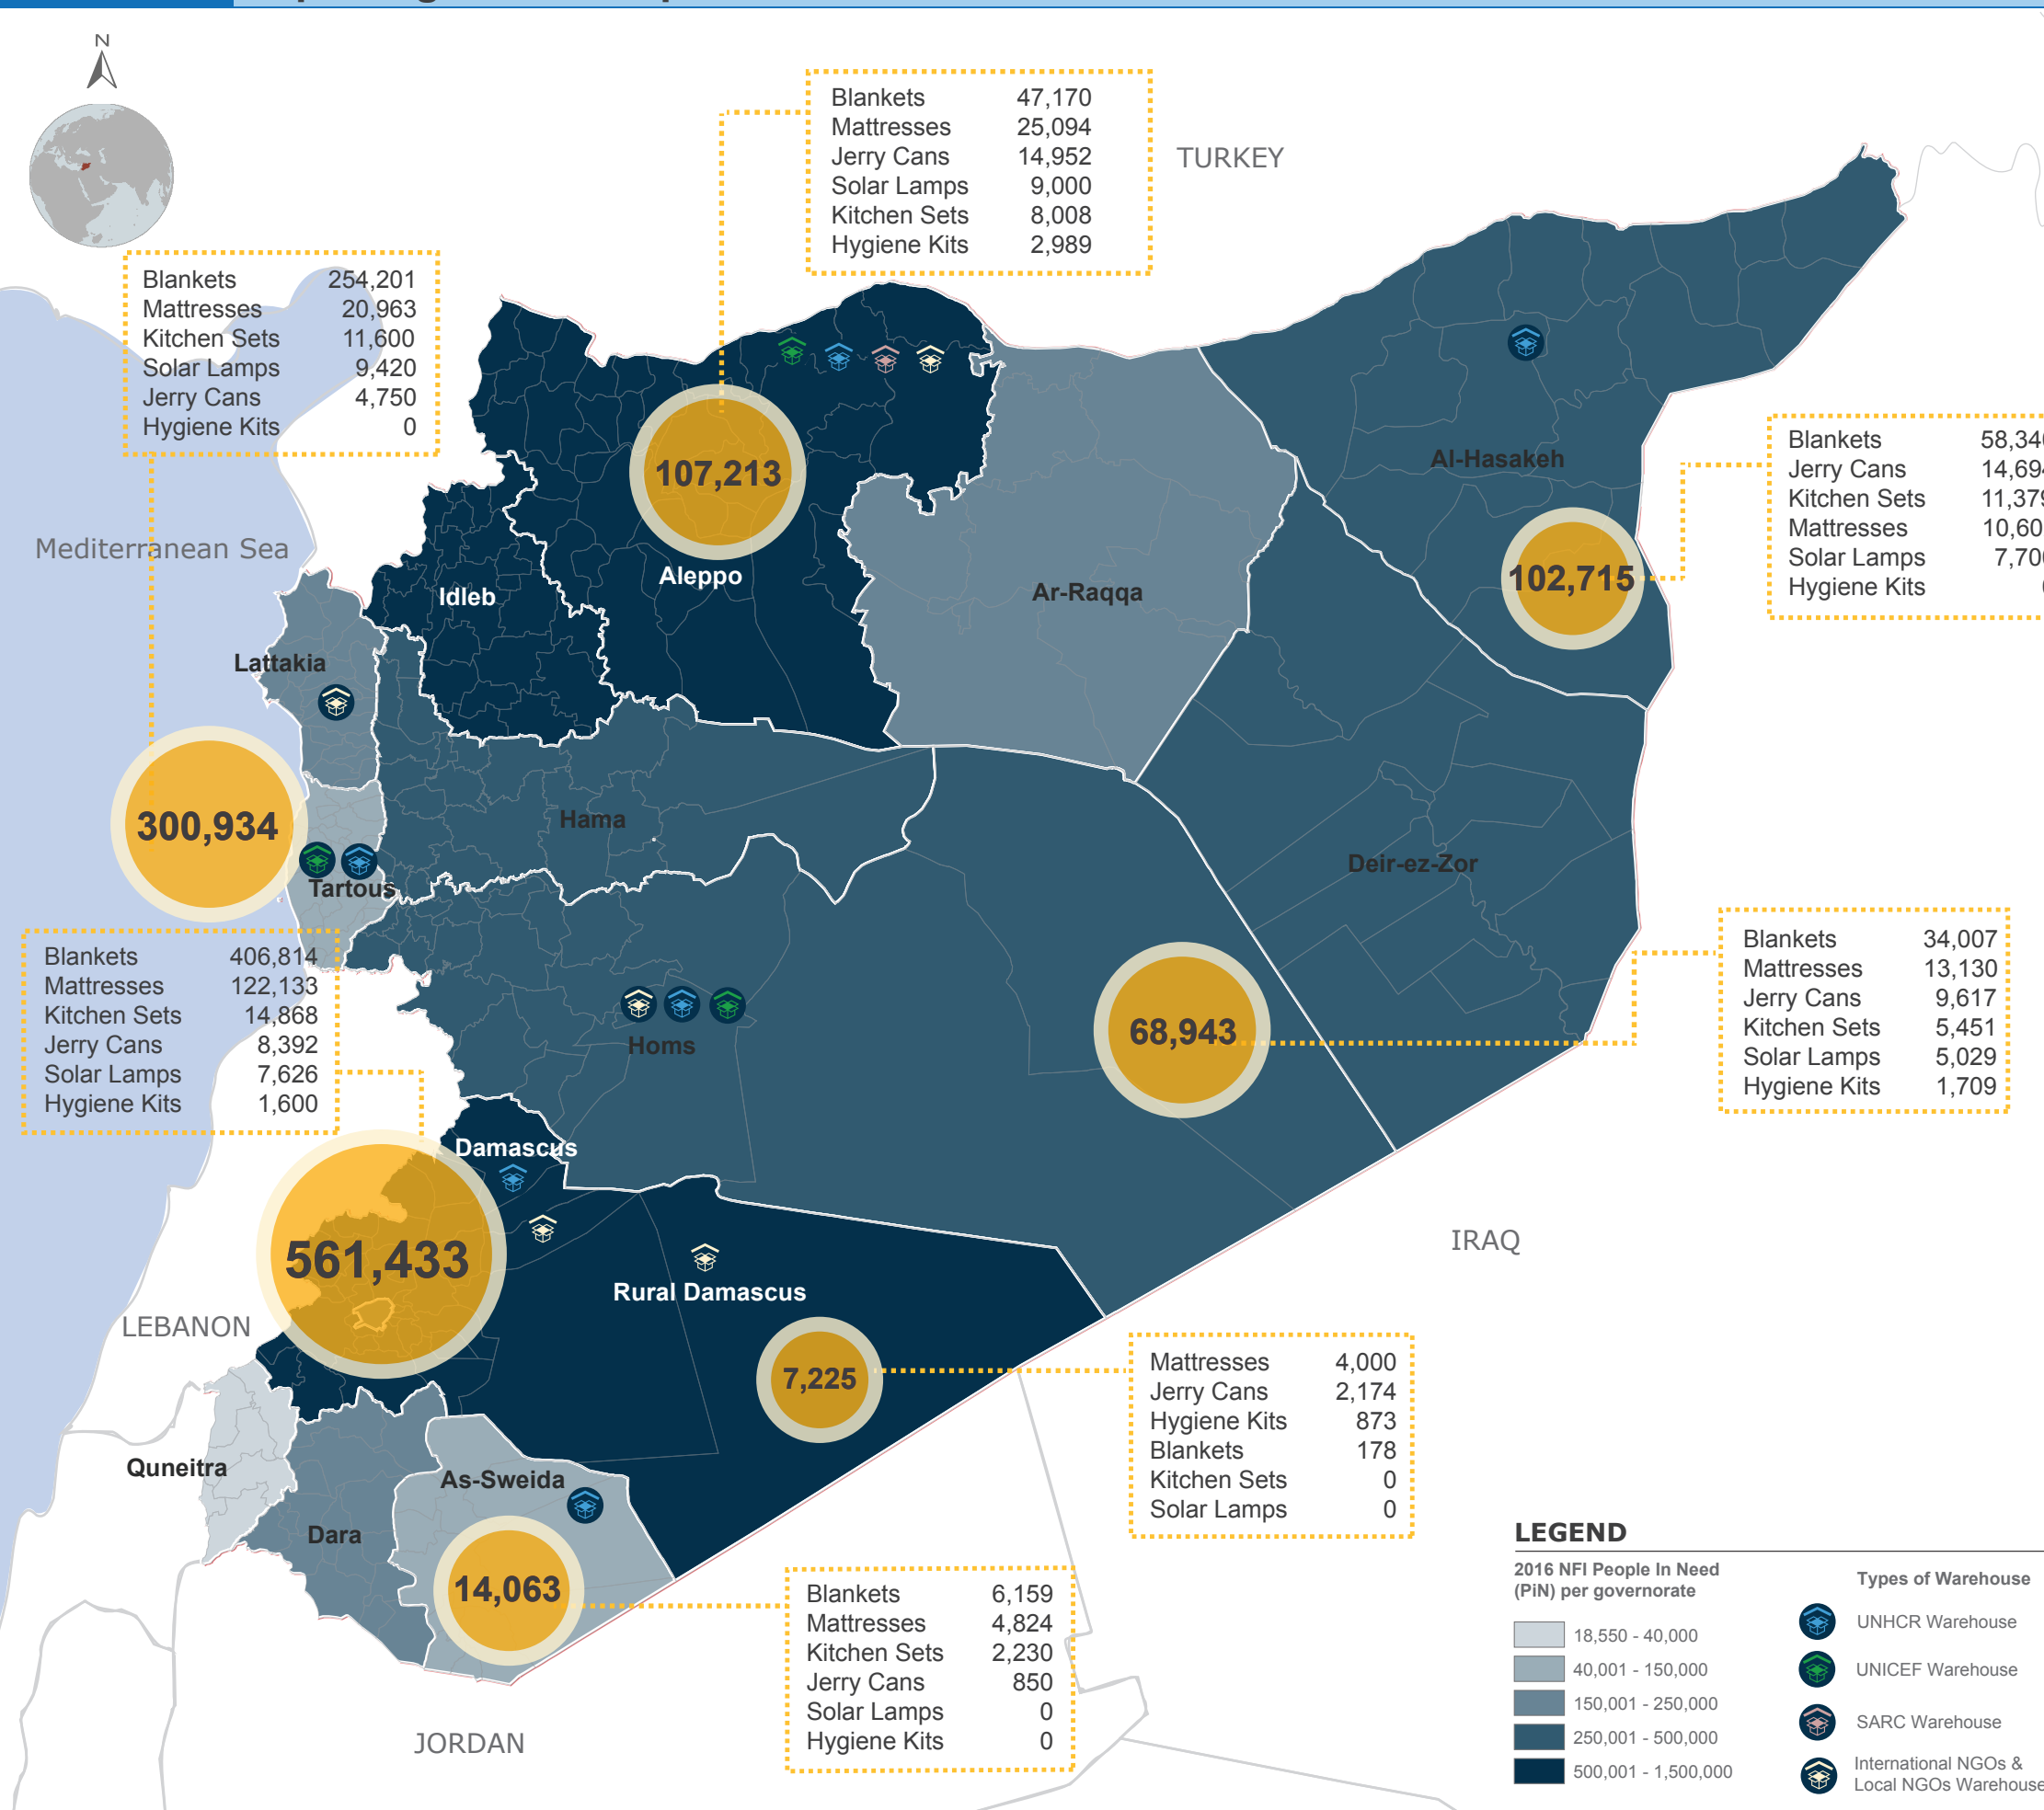 N
Blankets 47,170
Mattresses 25,094
Jerry Cans 14,952
Solar Lamps 9,000
Kitchen Sets 8,008
Hygiene Kits 2,989
TURKEY
Blankets 254,201
Mattresses 20,963
Kitchen Sets 11,600
Solar Lamps 9,420
Jerry Cans 4,750
Hygiene Kits 0
107,213
Aleppo
Al-Hasakeh
102,715
Blankets
Jerry Cans
Kitchen Sets
Mattresses
Solar Lamps
Hygiene Kits
Mediterranean Sea
Idleb
Ar-Raqqa
Lattakia
300,934
Hama
Tartous
Deir-ez-Zor
Blankets 406,814
Mattresses 122,133
Kitchen Sets 14,868
Jerry Cans 8,392
Solar Lamps 7,626
Hygiene Kits 1,600
Homs
68,943
Blankets 34,007
Mattresses 13,130
Jerry Cans 9,617
Kitchen Sets 5,451
Solar Lamps 5,029
Hygiene Kits 1,709
Damascus
561,433
Rural Damascus
IRAQ
LEBANON
7,225
Mattresses 4,000
Jerry Cans 2,174
Hygiene Kits 873
Blankets 178
Kitchen Sets 0
Solar Lamps 0
Quneitra
As-Sweida
Dara
14,063
Blankets 6,159
Mattresses 4,824
Kitchen Sets 2,230
Jerry Cans 850
Solar Lamps 0
Hygiene Kits 0
JORDAN
LEGEND
2016 NFI People In Need
(PiN) per governorate
18,550 - 40,000
40,001 - 150,000
150,001 - 250,000
250,001 - 500,000
500,001 - 1,500,000
Types of Warehouse
UNHCR Warehouse
UNICEF Warehouse
SARC Warehouse
International NGOs &
Local NGOs Warehouse